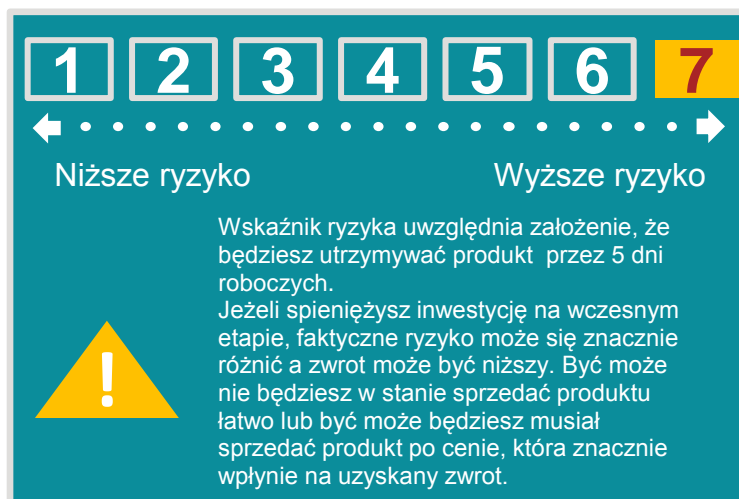 1 2 3 4 5 6 7
Niższe ryzyko Wyższe ryzyko
Wskaźnik ryzyka uwzględnia założenie, że
będziesz utrzymywać produkt przez 5 dni
roboczych.
Jeżeli spieniężysz inwestycję na wczesnym
etapie, faktyczne ryzyko może się znacznie
różnić a zwrot może być niższy. Być może
nie będziesz w stanie sprzedać produktu
łatwo lub być może będziesz musiał
sprzedać produkt po cenie, która znacznie
wpłynie na uzyskany zwrot.
!